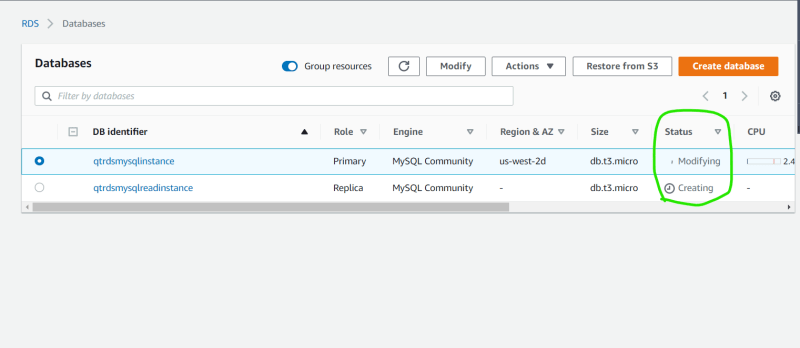 RDS > Databases
Databases Group resources Modify Actions Restore from S3 Create database
Filter by databases 1
DB identifier Role Engine Region & AZ Size Status CPU
qtrdsmysqlinstance Primary MySQL Community us-west-2d db.t3.micro Modifying 2.4
qtrdsmysqlreadinstance Replica MySQL Community - db.t3.micro Creating -